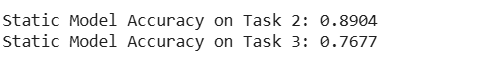 Static Model Accuracy on Task 2: 0.8904
Static Model Accuracy on Task 3: 0.7677